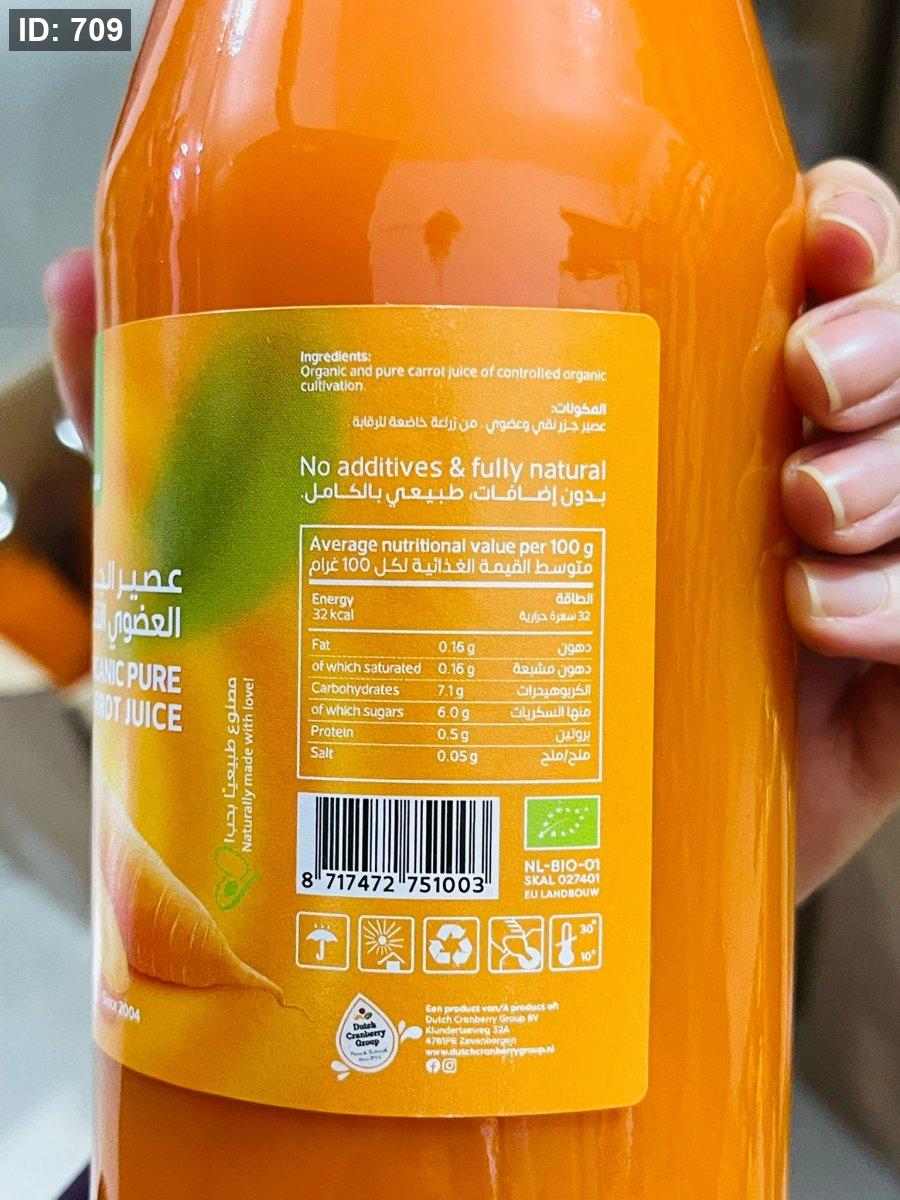 ID: 709
Ingredients:
Organic and pure carrot juice of controlled organic
cultivation.
المكونات:
عصير جزر نقي وعضوي ، من زراعة خاضعة للرقابة .
No additives & fully natural
بدون إضافات، طبيعي بالكامل.
Average nutritional value per 100 g
متوسط القيمة الغذائية لكل 100 غرام
Energy الطاقة
32 kcal 32 سعرة حرارية
Fat 0.16 g دهون
of which saturated 0.16 g دهون مشبعة
Carbohydrates 7.1 g الكربوهيدرات
of which sugars 6.0 g منها السكريات
Protein 0.5 g بروتين
Salt 0.05 g ملح/ملح
عصير
العضوي
PURE
JUICE
مصنوع طبيعيًا بحب!
Naturally made with love!
8 717472 751003
NL-BIO-01
SKAL 027401
EU LANDBOUW
30°
10°
Since 2004
Dutch
Cranberry
Group
Een product van/A product of:
Dutch Cranberry Group BV
Klundertseweg 32A
4761PR Zevenbergen
www.dutchcranberrygroup.nl